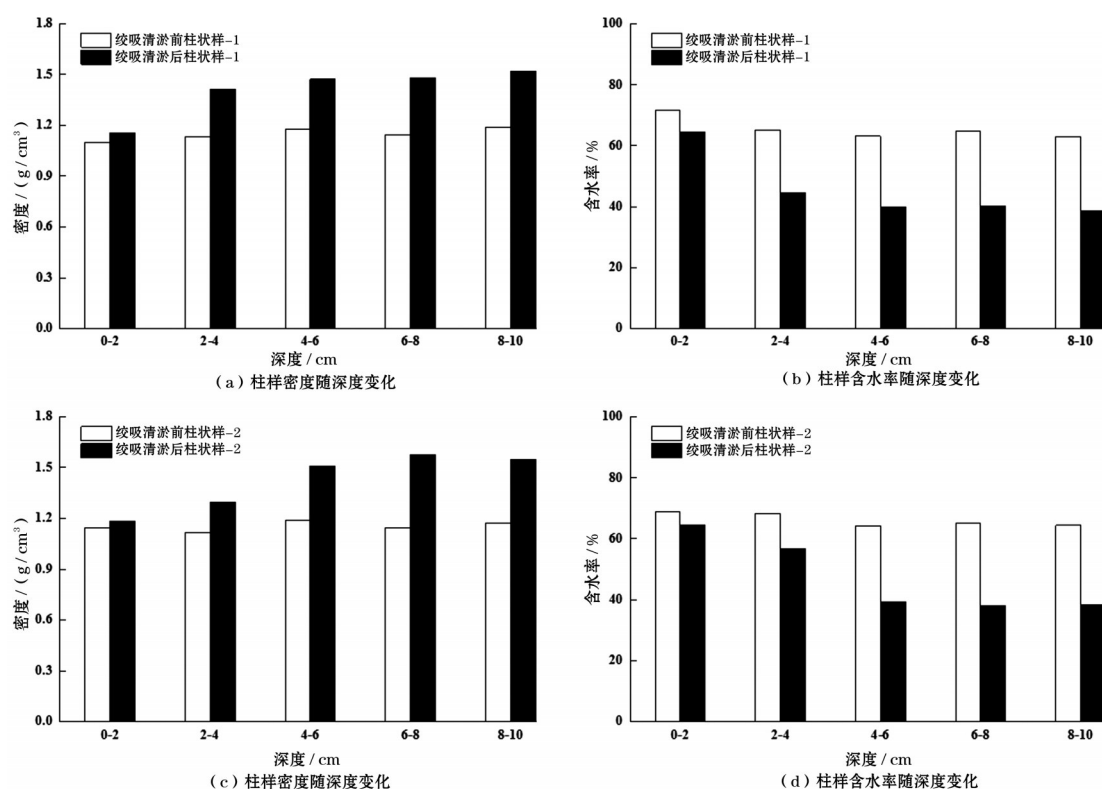 1.8
1.5
1.2
0.9
0.6
0.3
0.0
密度 /（g/cm³）
绞吸清淤前柱状样-1
绞吸清淤后柱状样-1
0-2 2-4 4-6 6-8 8-10
深度 / cm
（a）柱样密度随深度变化
100
80
60
40
20
0
含水率 / %
绞吸清淤前柱状样-1
绞吸清淤后柱状样-1
0-2 2-4 4-6 6-8 8-10
深度 / cm
（b）柱样含水率随深度变化
1.8
1.5
1.2
0.9
0.6
0.3
0.0
密度 /（g/cm³）
绞吸清淤前柱状样-2
绞吸清淤后柱状样-2
0-2 2-4 4-6 6-8 8-10
深度 / cm
（c）柱样密度随深度变化
100
80
60
40
20
0
含水率 / %
绞吸清淤前柱状样-2
绞吸清淤后柱状样-2
0-2 2-4 4-6 6-8 8-10
深度 / cm
（d）柱样含水率随深度变化